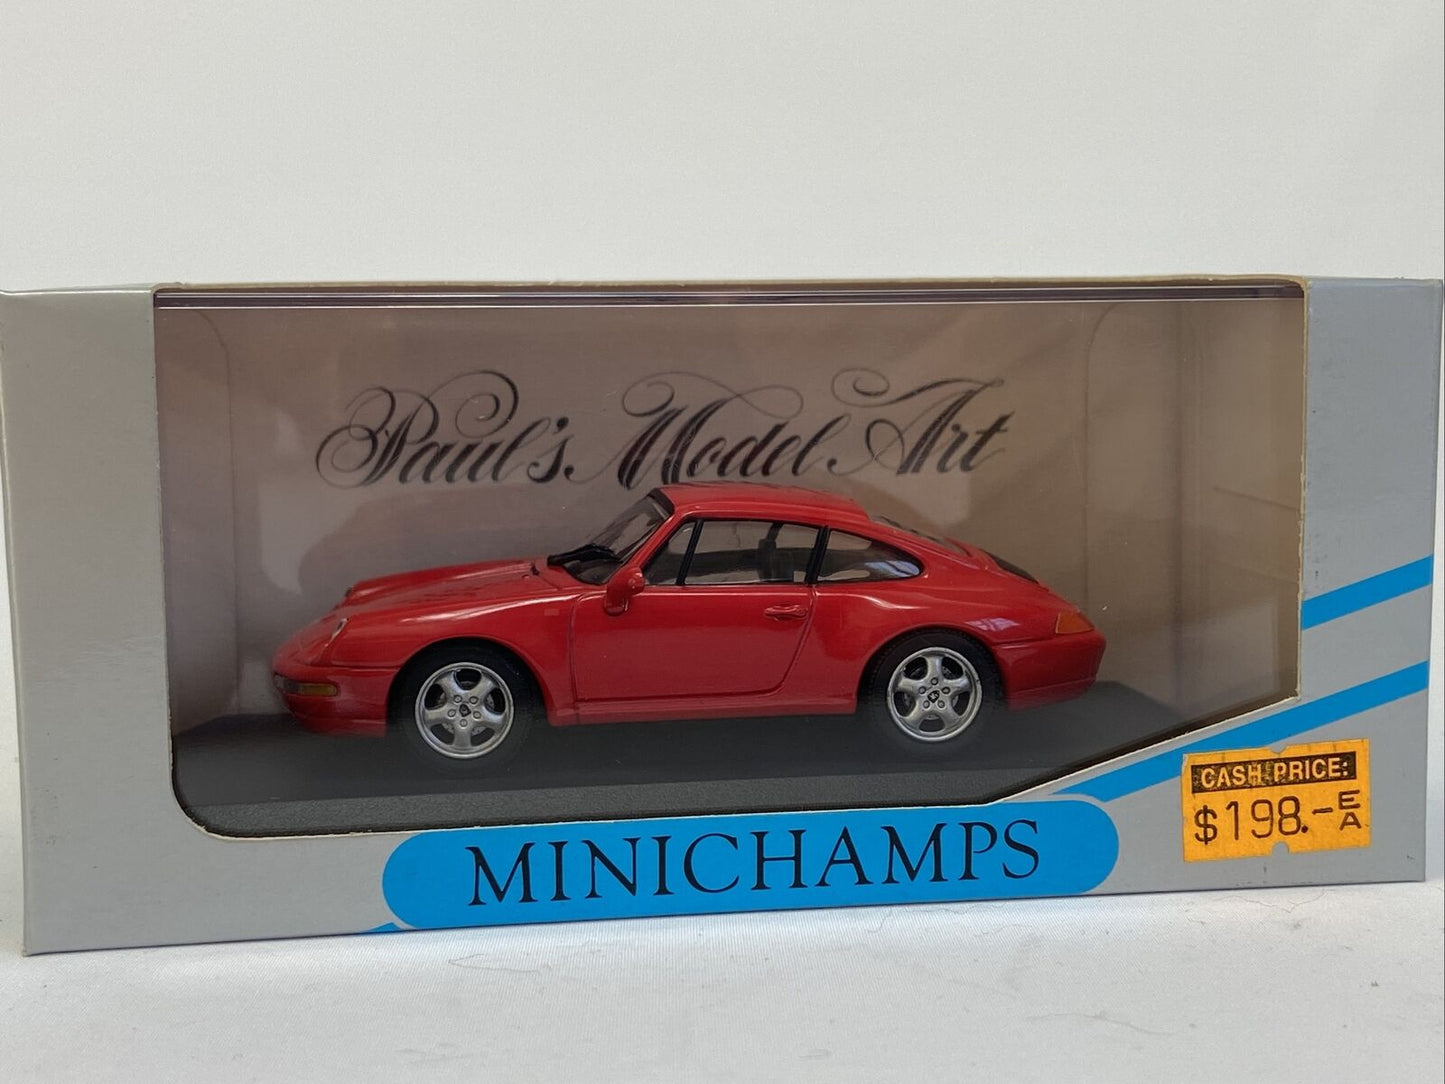 Paul's Model Art
MINICHAMPS
CASH PRICE:
$198.- EA